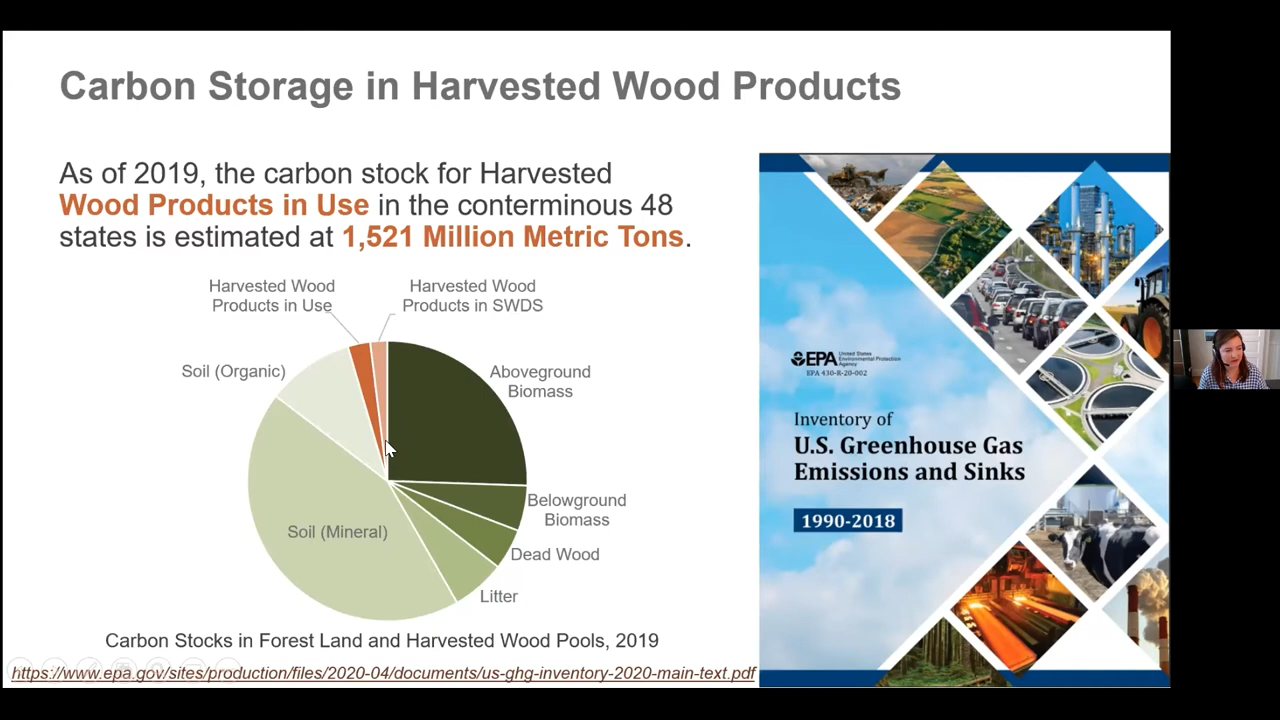 Carbon Storage in Harvested Wood Products
As of 2019, the carbon stock for Harvested
Wood Products in Use in the conterminous 48
states is estimated at 1,521 Million Metric Tons.
Harvested Wood
Products in Use
Harvested Wood
Products in SWDS
Soil (Organic)
Aboveground
Biomass
Belowground
Biomass
Soil (Mineral)
Dead Wood
Litter
Carbon Stocks in Forest Land and Harvested Wood Pools, 2019
https://www.epa.gov/sites/production/files/2020-04/documents/us-ghg-inventory-2020-main-text.pdf
EPA
United States
Environmental Protection
Agency
EPA 430-R-20-002
Inventory of
U.S. Greenhouse Gas
Emissions and Sinks
1990-2018